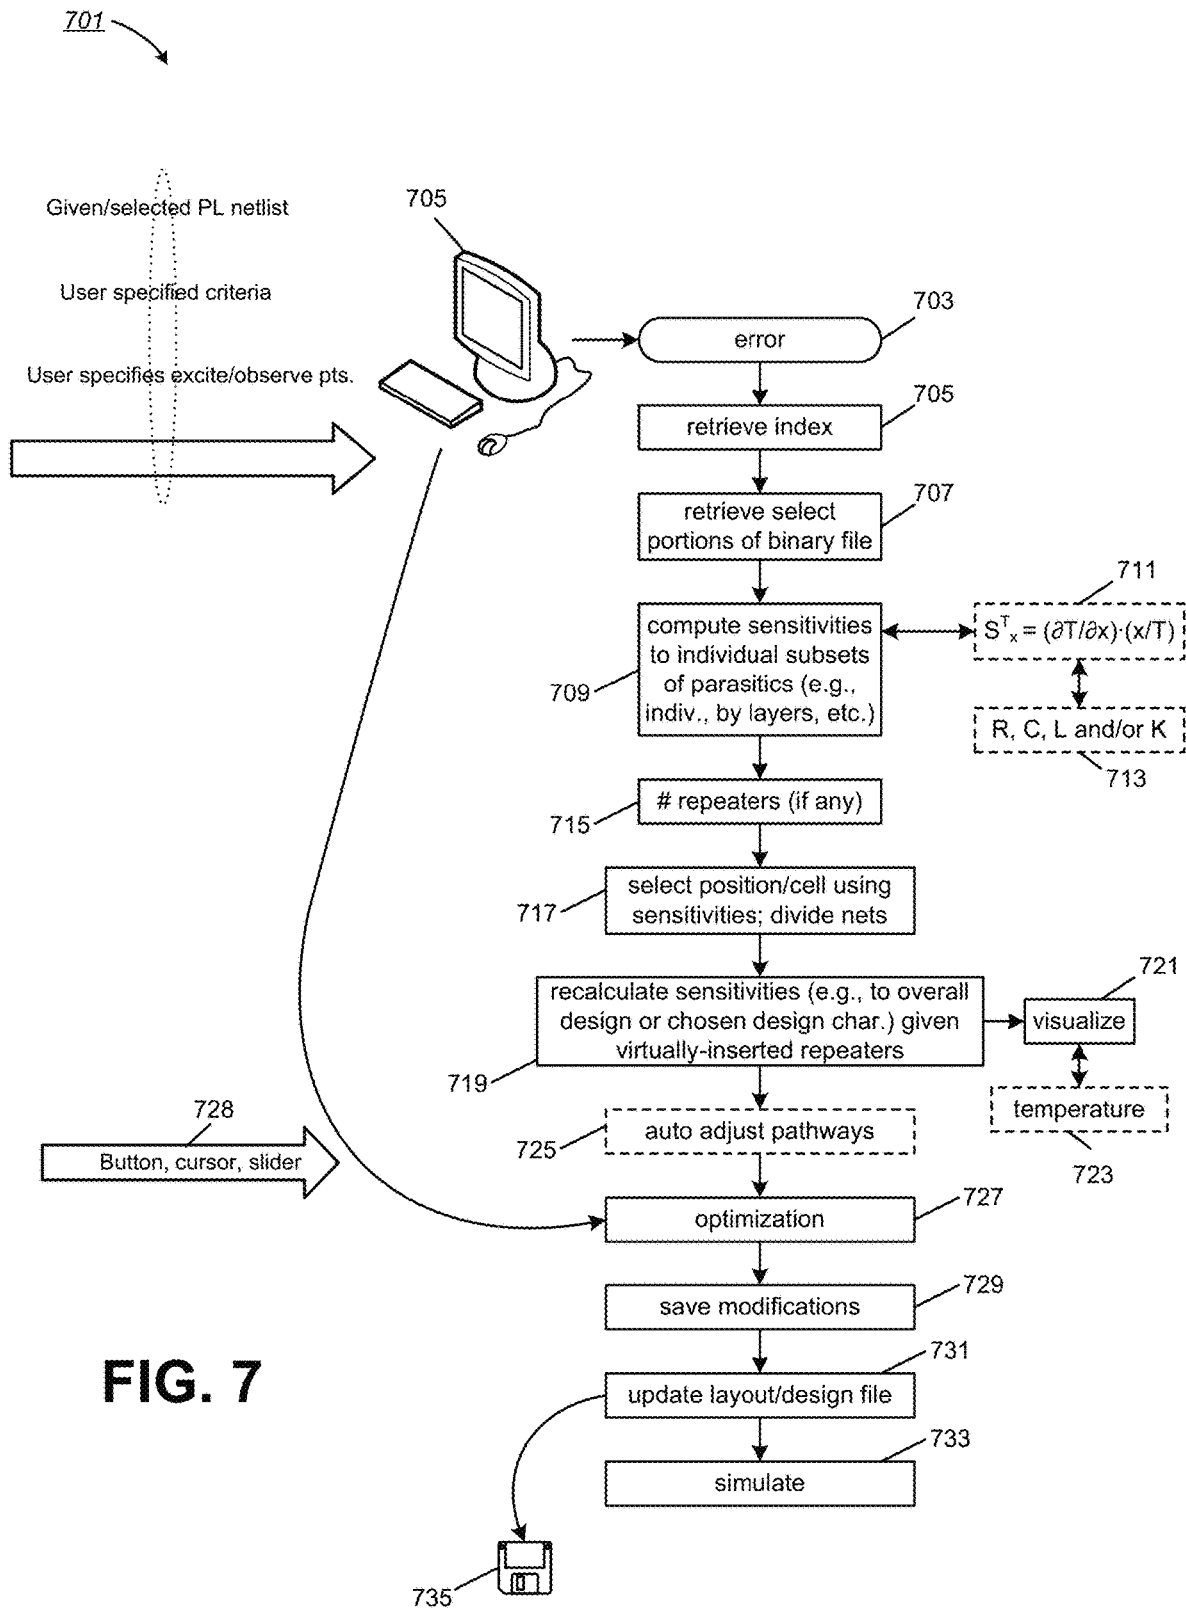 701
Given/selected PL netlist
User specified criteria
User specifies excite/observe pts.
705
error
703
retrieve index
705
retrieve select
portions of binary file
707
compute sensitivities
to individual subsets
of parasitics (e.g.,
indiv., by layers, etc.)
709
711
S^T_x = (∂T/∂x)·(x/T)
R, C, L and/or K
713
# repeaters (if any)
715
select position/cell using
sensitivities; divide nets
717
recalculate sensitivities (e.g., to overall
design or chosen design char.) given
virtually-inserted repeaters
719
721
visualize
temperature
723
auto adjust pathways
725
728
Button, cursor, slider
optimization
727
save modifications
729
update layout/design file
731
simulate
733
735
FIG. 7